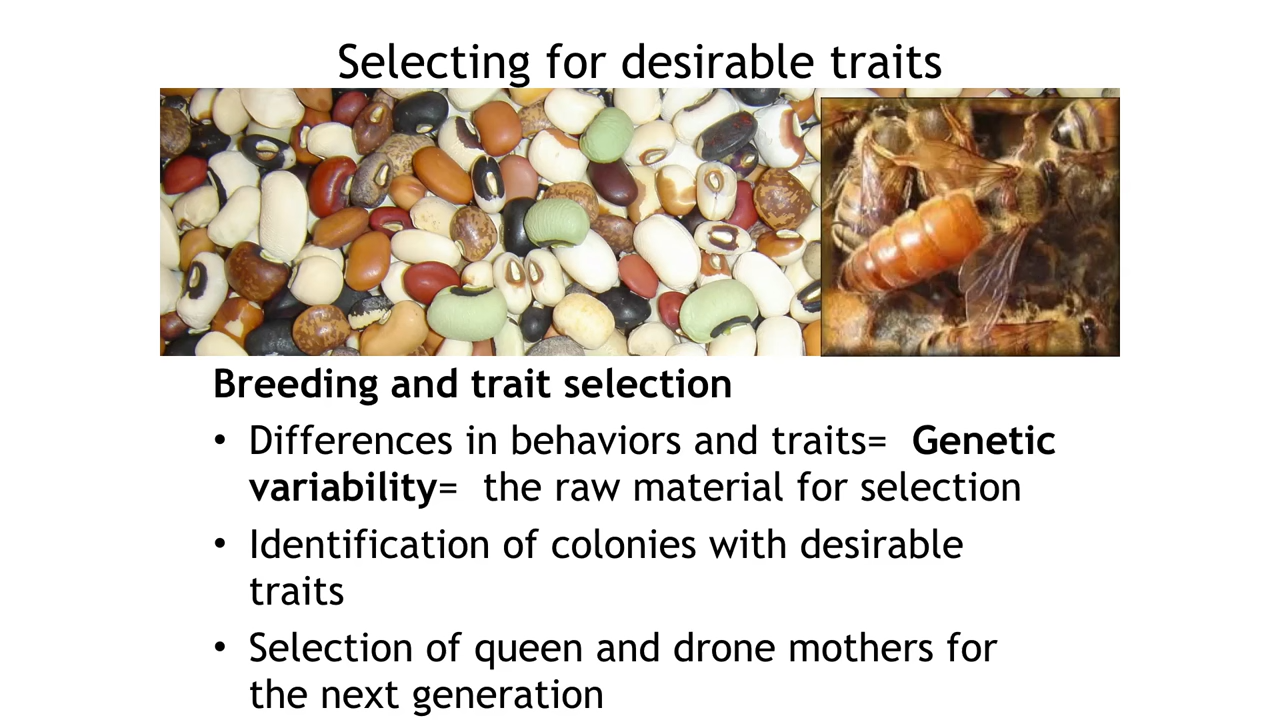 Selecting for desirable traits
Breeding and trait selection
• Differences in behaviors and traits= Genetic
variability= the raw material for selection
• Identification of colonies with desirable
traits
• Selection of queen and drone mothers for
the next generation